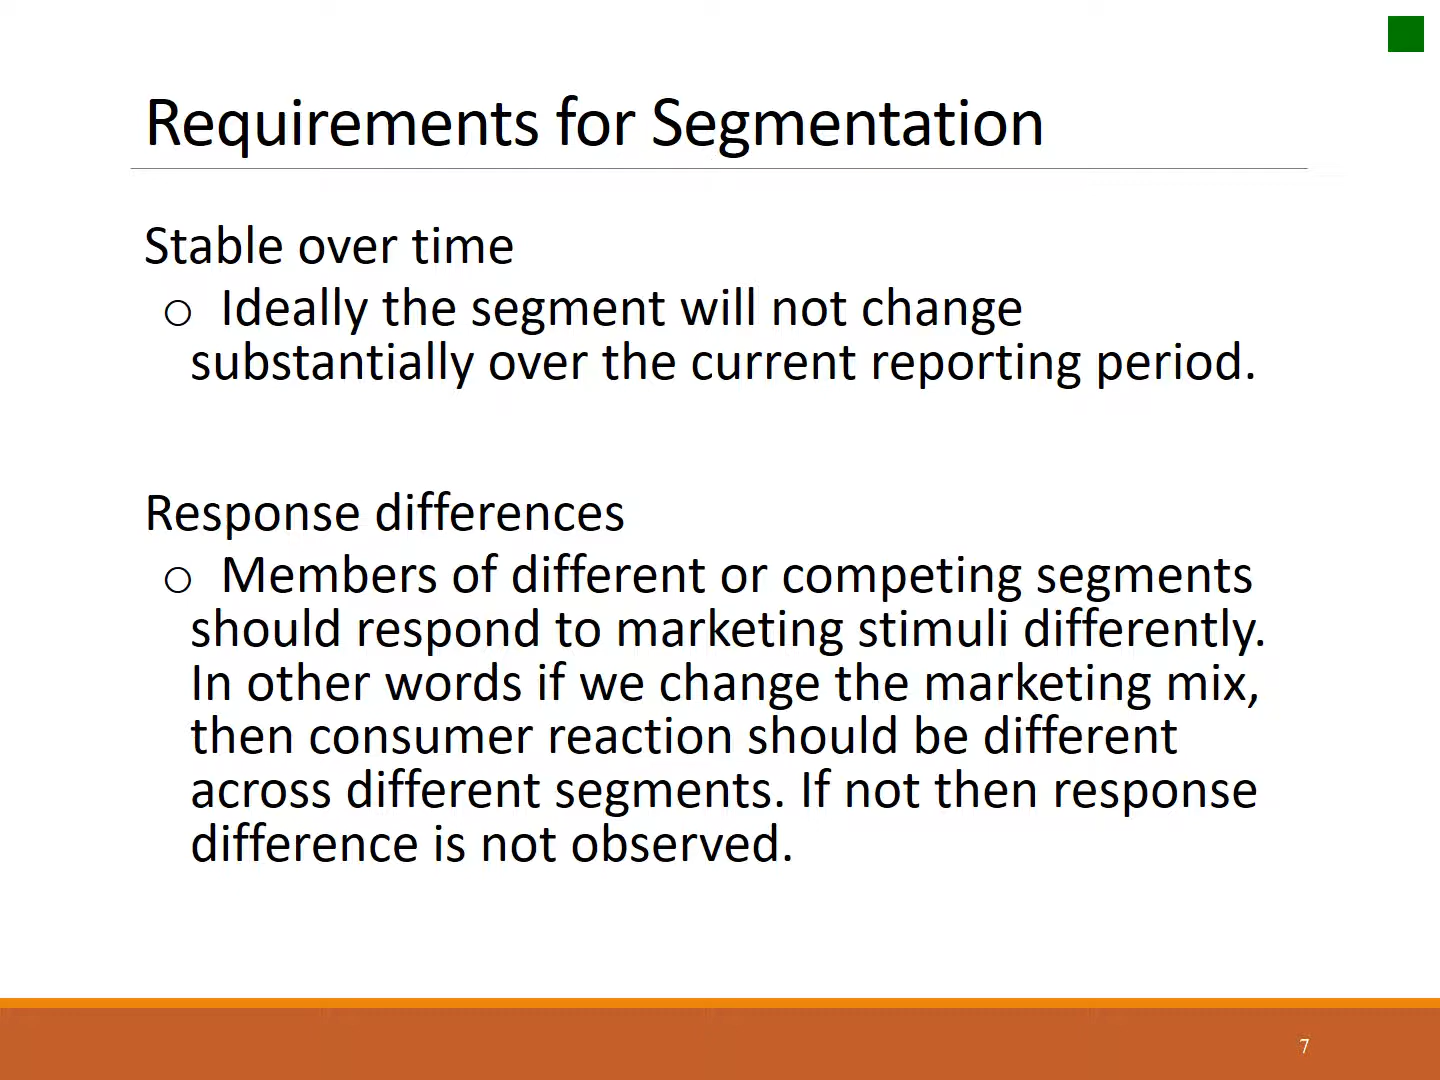 Requirements for Segmentation
Stable over time
o Ideally the segment will not change
substantially over the current reporting period.
Response differences
o Members of different or competing segments
should respond to marketing stimuli differently.
In other words if we change the marketing mix,
then consumer reaction should be different
across different segments. If not then response
difference is not observed.
7